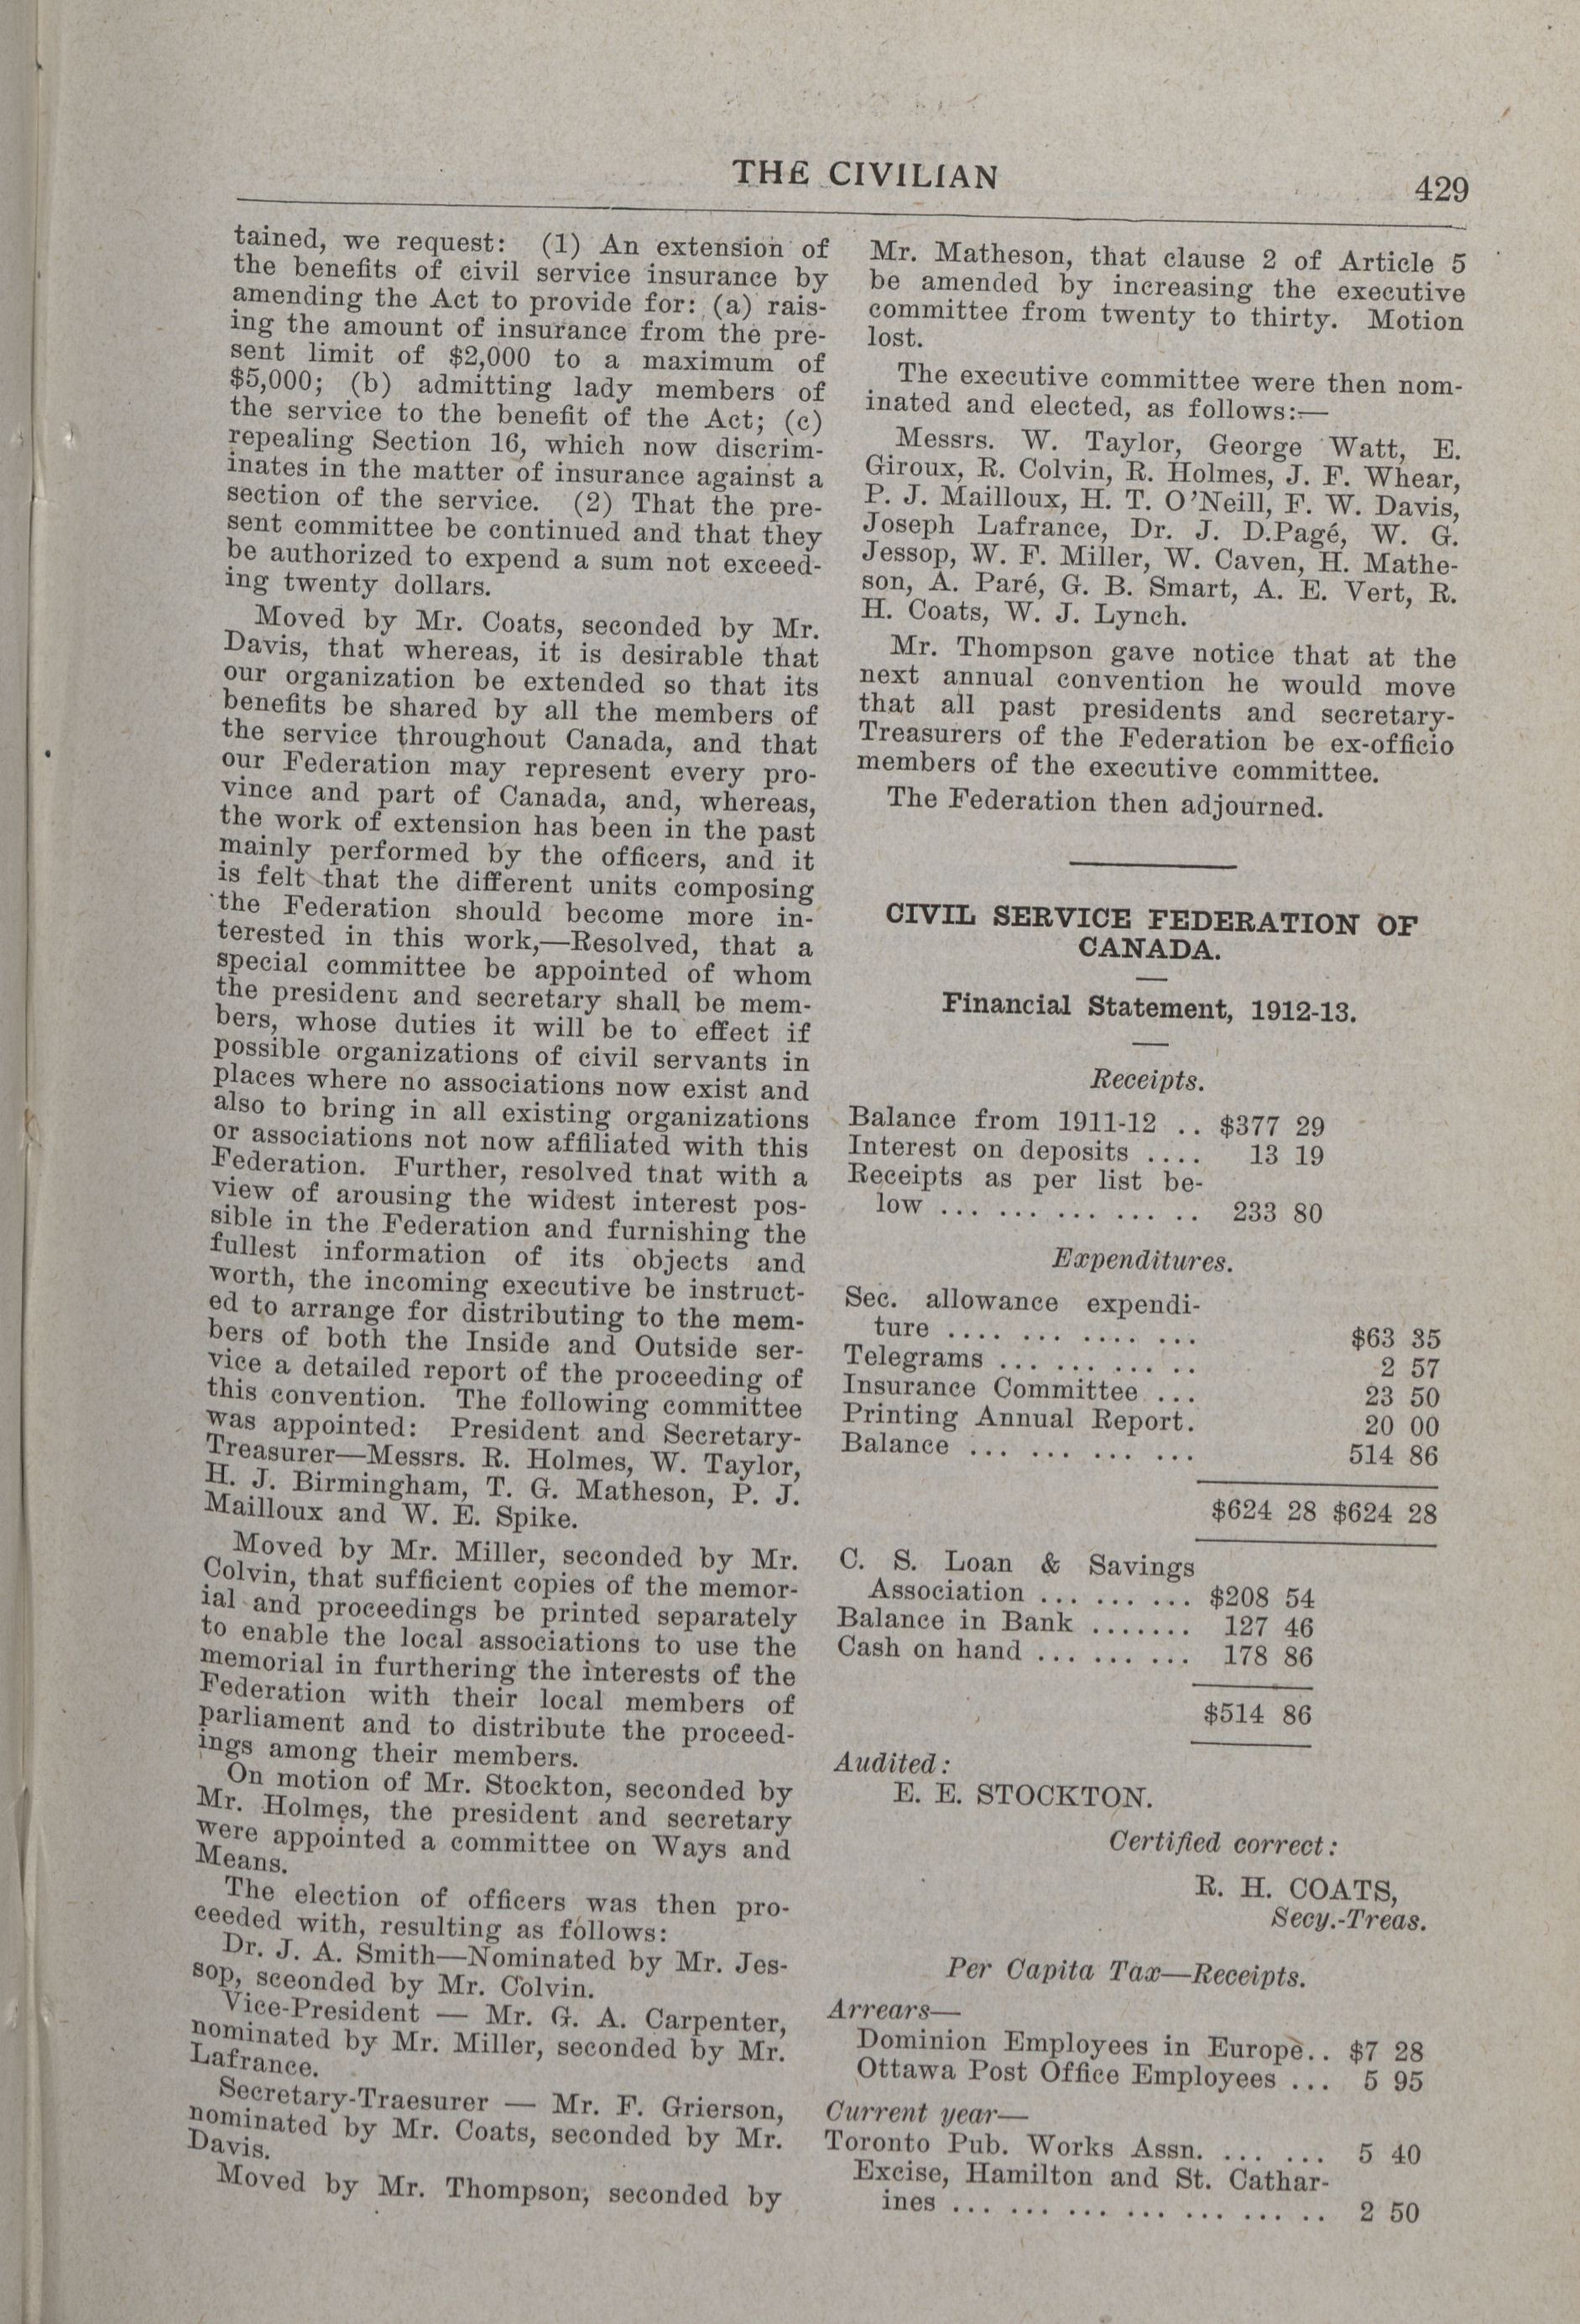 THE CIVILIAN
429
tained, we request: (1) An extension of
the benefits of civil service insurance by
amending the Act to provide for: (a) rais-
ing the amount of insurance from the pre-
sent limit of $2,000 to a maximum of
$5,000; (b) admitting lady members of
the service to the benefit of the Act; (c)
repealing Section 16, which now discrim-
inates in the matter of insurance against a
section of the service. (2) That the pre-
sent committee be continued and that they
be authorized to expend a sum not exceed-
ing twenty dollars.
Moved by Mr. Coats, seconded by Mr.
Davis, that whereas, it is desirable that
our organization be extended so that its
benefits be shared by all the members of
the service throughout Canada, and that
our Federation may represent every pro-
vince and part of Canada, and, whereas,
the work of extension has been in the past
mainly performed by the officers, and it
is felt that the different units composing
the Federation should become more in-
terested in this work,—Resolved, that a
special committee be appointed of whom
the president and secretary shall be mem-
bers, whose duties it will be to effect if
possible organizations of civil servants in
places where no associations now exist and
also to bring in all existing organizations
or associations not now affiliated with this
Federation. Further, resolved that with a
view of arousing the widest interest pos-
sible in the Federation and furnishing the
fullest information of its objects and
worth, the incoming executive be instruct-
ed to arrange for distributing to the mem-
bers of both the Inside and Outside ser-
vice a detailed report of the proceeding of
this convention. The following committee
was appointed: President and Secretary-
Treasurer—Messrs. R. Holmes, W. Taylor,
H. J. Birmingham, T. G. Matheson, P. J.
Mailloux and W. E. Spike.
Moved by Mr. Miller, seconded by Mr.
Colvin, that sufficient copies of the memor-
ial and proceedings be printed separately
to enable the local associations to use the
memorial in furthering the interests of the
Federation with their local members of
parliament and to distribute the proceed-
ings among their members.
On motion of Mr. Stockton, seconded by
Mr. Holmes, the president and secretary
were appointed a committee on Ways and
Means.
The election of officers was then pro-
ceeded with, resulting as follows:
Dr. J. A. Smith—Nominated by Mr. Jes-
sop, sceonded by Mr. Colvin.
Vice-President — Mr. G. A. Carpenter,
nominated by Mr. Miller, seconded by Mr.
Lafrance.
Secretary-Traesurer — Mr. F. Grierson,
nominated by Mr. Coats, seconded by Mr.
Davis.
Moved by Mr. Thompson, seconded by
Mr. Matheson, that clause 2 of Article 5
be amended by increasing the executive
committee from twenty to thirty. Motion
lost.
The executive committee were then nom-
inated and elected, as follows:—
Messrs. W. Taylor, George Watt, E.
Giroux, R. Colvin, R. Holmes, J. F. Whear,
P. J. Mailloux, H. T. O'Neill, F. W. Davis,
Joseph Lafrance, Dr. J. D.Pagé, W. G.
Jessop, W. F. Miller, W. Caven, H. Mathe-
son, A. Paré, G. B. Smart, A. E. Vert, R.
H. Coats, W. J. Lynch.
Mr. Thompson gave notice that at the
next annual convention he would move
that all past presidents and secretary-
Treasurers of the Federation be ex-officio
members of the executive committee.
The Federation then adjourned.
CIVIL SERVICE FEDERATION OF
CANADA.
Financial Statement, 1912-13.
Receipts.
Balance from 1911-12 .. $377 29
Interest on deposits .... 13 19
Receipts as per list be-
low ... ... ... ... .. 233 80
Expenditures.
Sec. allowance expendi-
ture .... ... .... ... $63 35
Telegrams ... ... ... .. 2 57
Insurance Committee ... 23 50
Printing Annual Report. 20 00
Balance ... ... ... ... 514 86
$624 28 $624 28
C. S. Loan & Savings
Association ... ... ... $208 54
Balance in Bank ....... 127 46
Cash on hand ... ... ... 178 86
$514 86
Audited:
E. E. STOCKTON.
Certified correct:
R. H. COATS,
Secy.-Treas.
Per Capita Tax—Receipts.
Arrears—
Dominion Employees in Europe.. $7 28
Ottawa Post Office Employees ... 5 95
Current year—
Toronto Pub. Works Assn. ... ... 5 40
Excise, Hamilton and St. Cathar-
ines ... ... ... ... ... ... .. 2 50